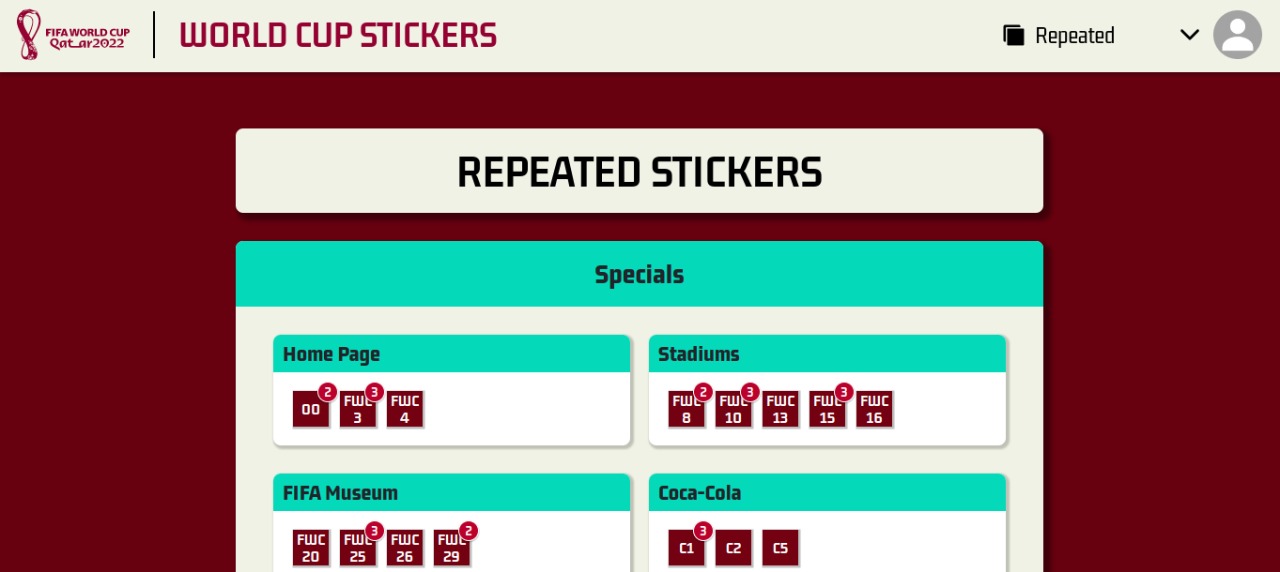 FIFA WORLD CUP
Qatar2022
WORLD CUP STICKERS
Repeated
REPEATED STICKERS
Specials
Home Page
00 2
FWC 3 3
FWC 4
Stadiums
FWC 8 2
FWC 10 3
FWC 13
FWC 15 3
FWC 16
FIFA Museum
FWC 20
FWC 25 3
FWC 26
FWC 29 2
Coca-Cola
C1 3
C2
C5